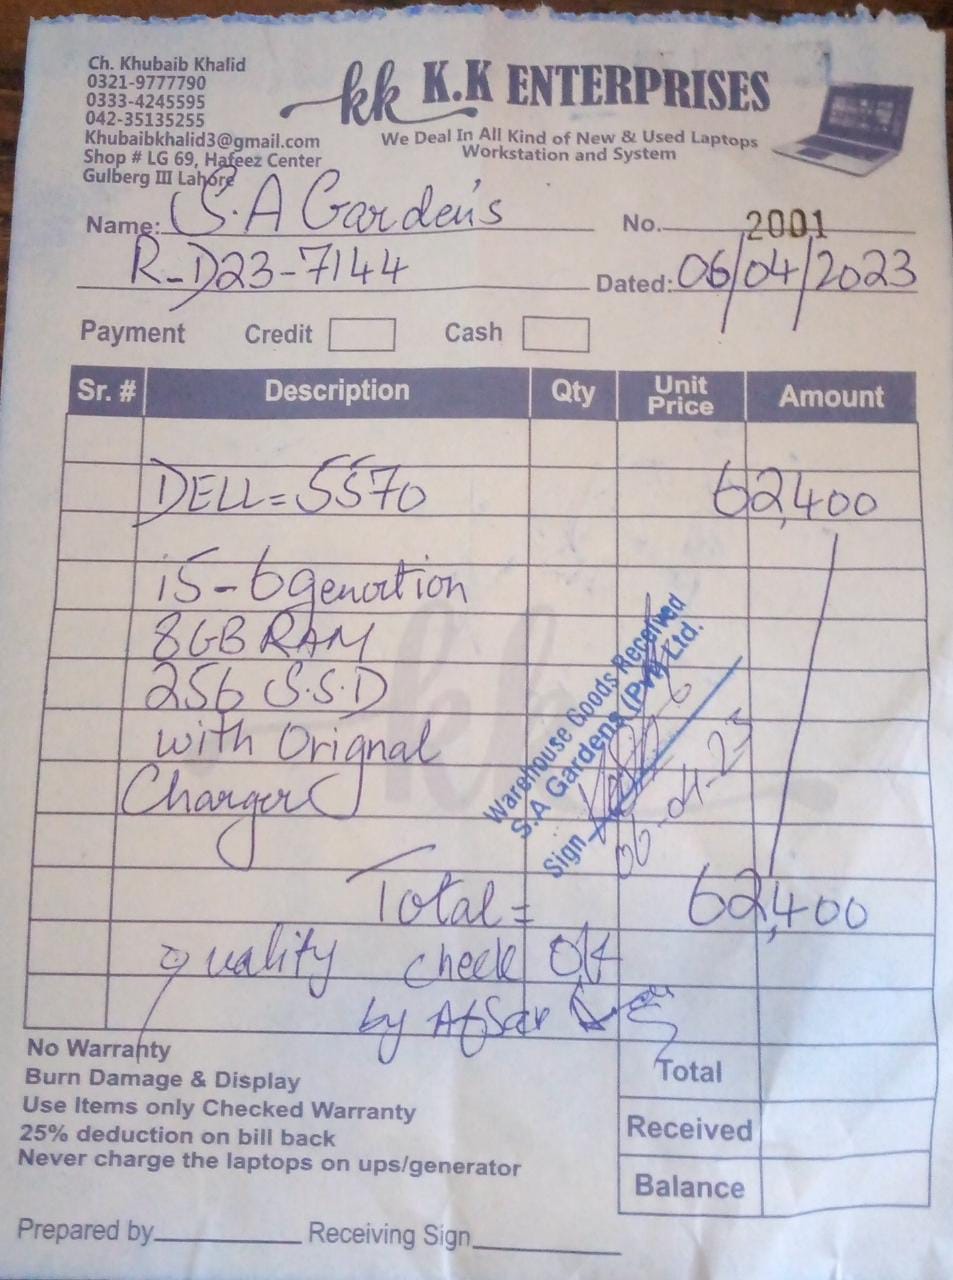 Ch. Khubaib Khalid
0321-9777790
0333-4245595
042-35135255
Khubaibkhalid3@gmail.com
Shop # LG 69, Hafeez Center
Gulberg III Lahore
kk K.K ENTERPRISES
We Deal In All Kind of New & Used Laptops
Workstation and System
Name: S.A Garden's
No. 2001
R-D23-7144
Dated: 06/04/2023
Payment Credit Cash
Sr. # Description Qty Unit Price Amount
DELL = 5570 62,400
i5-6genortion
8GB RAM
256 S.S.D
with Orignal
Charger
Warehouse Goods Received
S.A Gardens (Pvt) Ltd.
Sign
06-04-23
Total = 62,400
quality check OK
by Afsar
No Warranty
Burn Damage & Display
Use Items only Checked Warranty
25% deduction on bill back
Never charge the laptops on ups/generator
Total
Received
Balance
Prepared by Receiving Sign